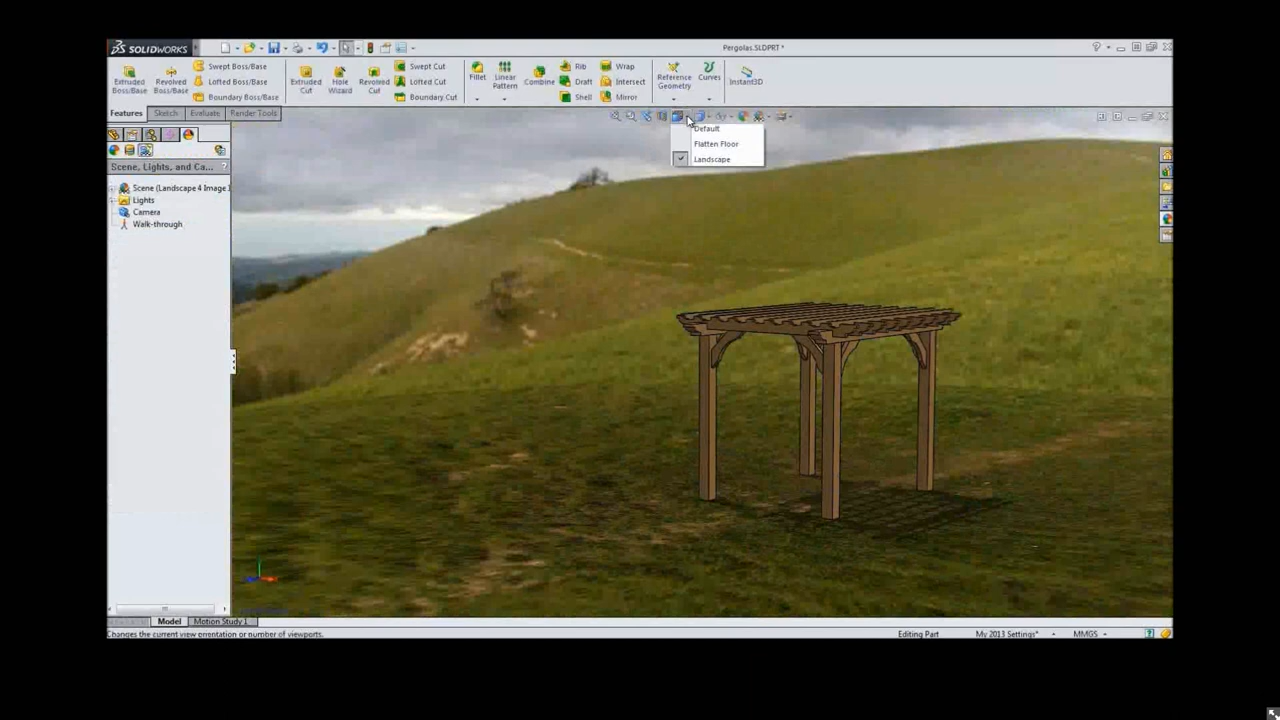 SOLIDWORKS
Pergolas.SLDPRT *
Extruded Boss/Base
Revolved Boss/Base
Swept Boss/Base
Lofted Boss/Base
Boundary Boss/Base
Extruded Cut
Hole Wizard
Revolved Cut
Swept Cut
Lofted Cut
Boundary Cut
Fillet
Linear Pattern
Combine
Rib
Draft
Shell
Wrap
Intersect
Mirror
Reference Geometry
Curves
Instant3D
Features Sketch Evaluate Render Tools
Default
Flatten Floor
Landscape
Scene, Lights, and Ca...
Scene (Landscape 4 Image
Lights
Camera
Walk-through
Model Motion Study 1
Changes the current view orientation or number of viewports. Editing Part My 2013 Settings* MMGS